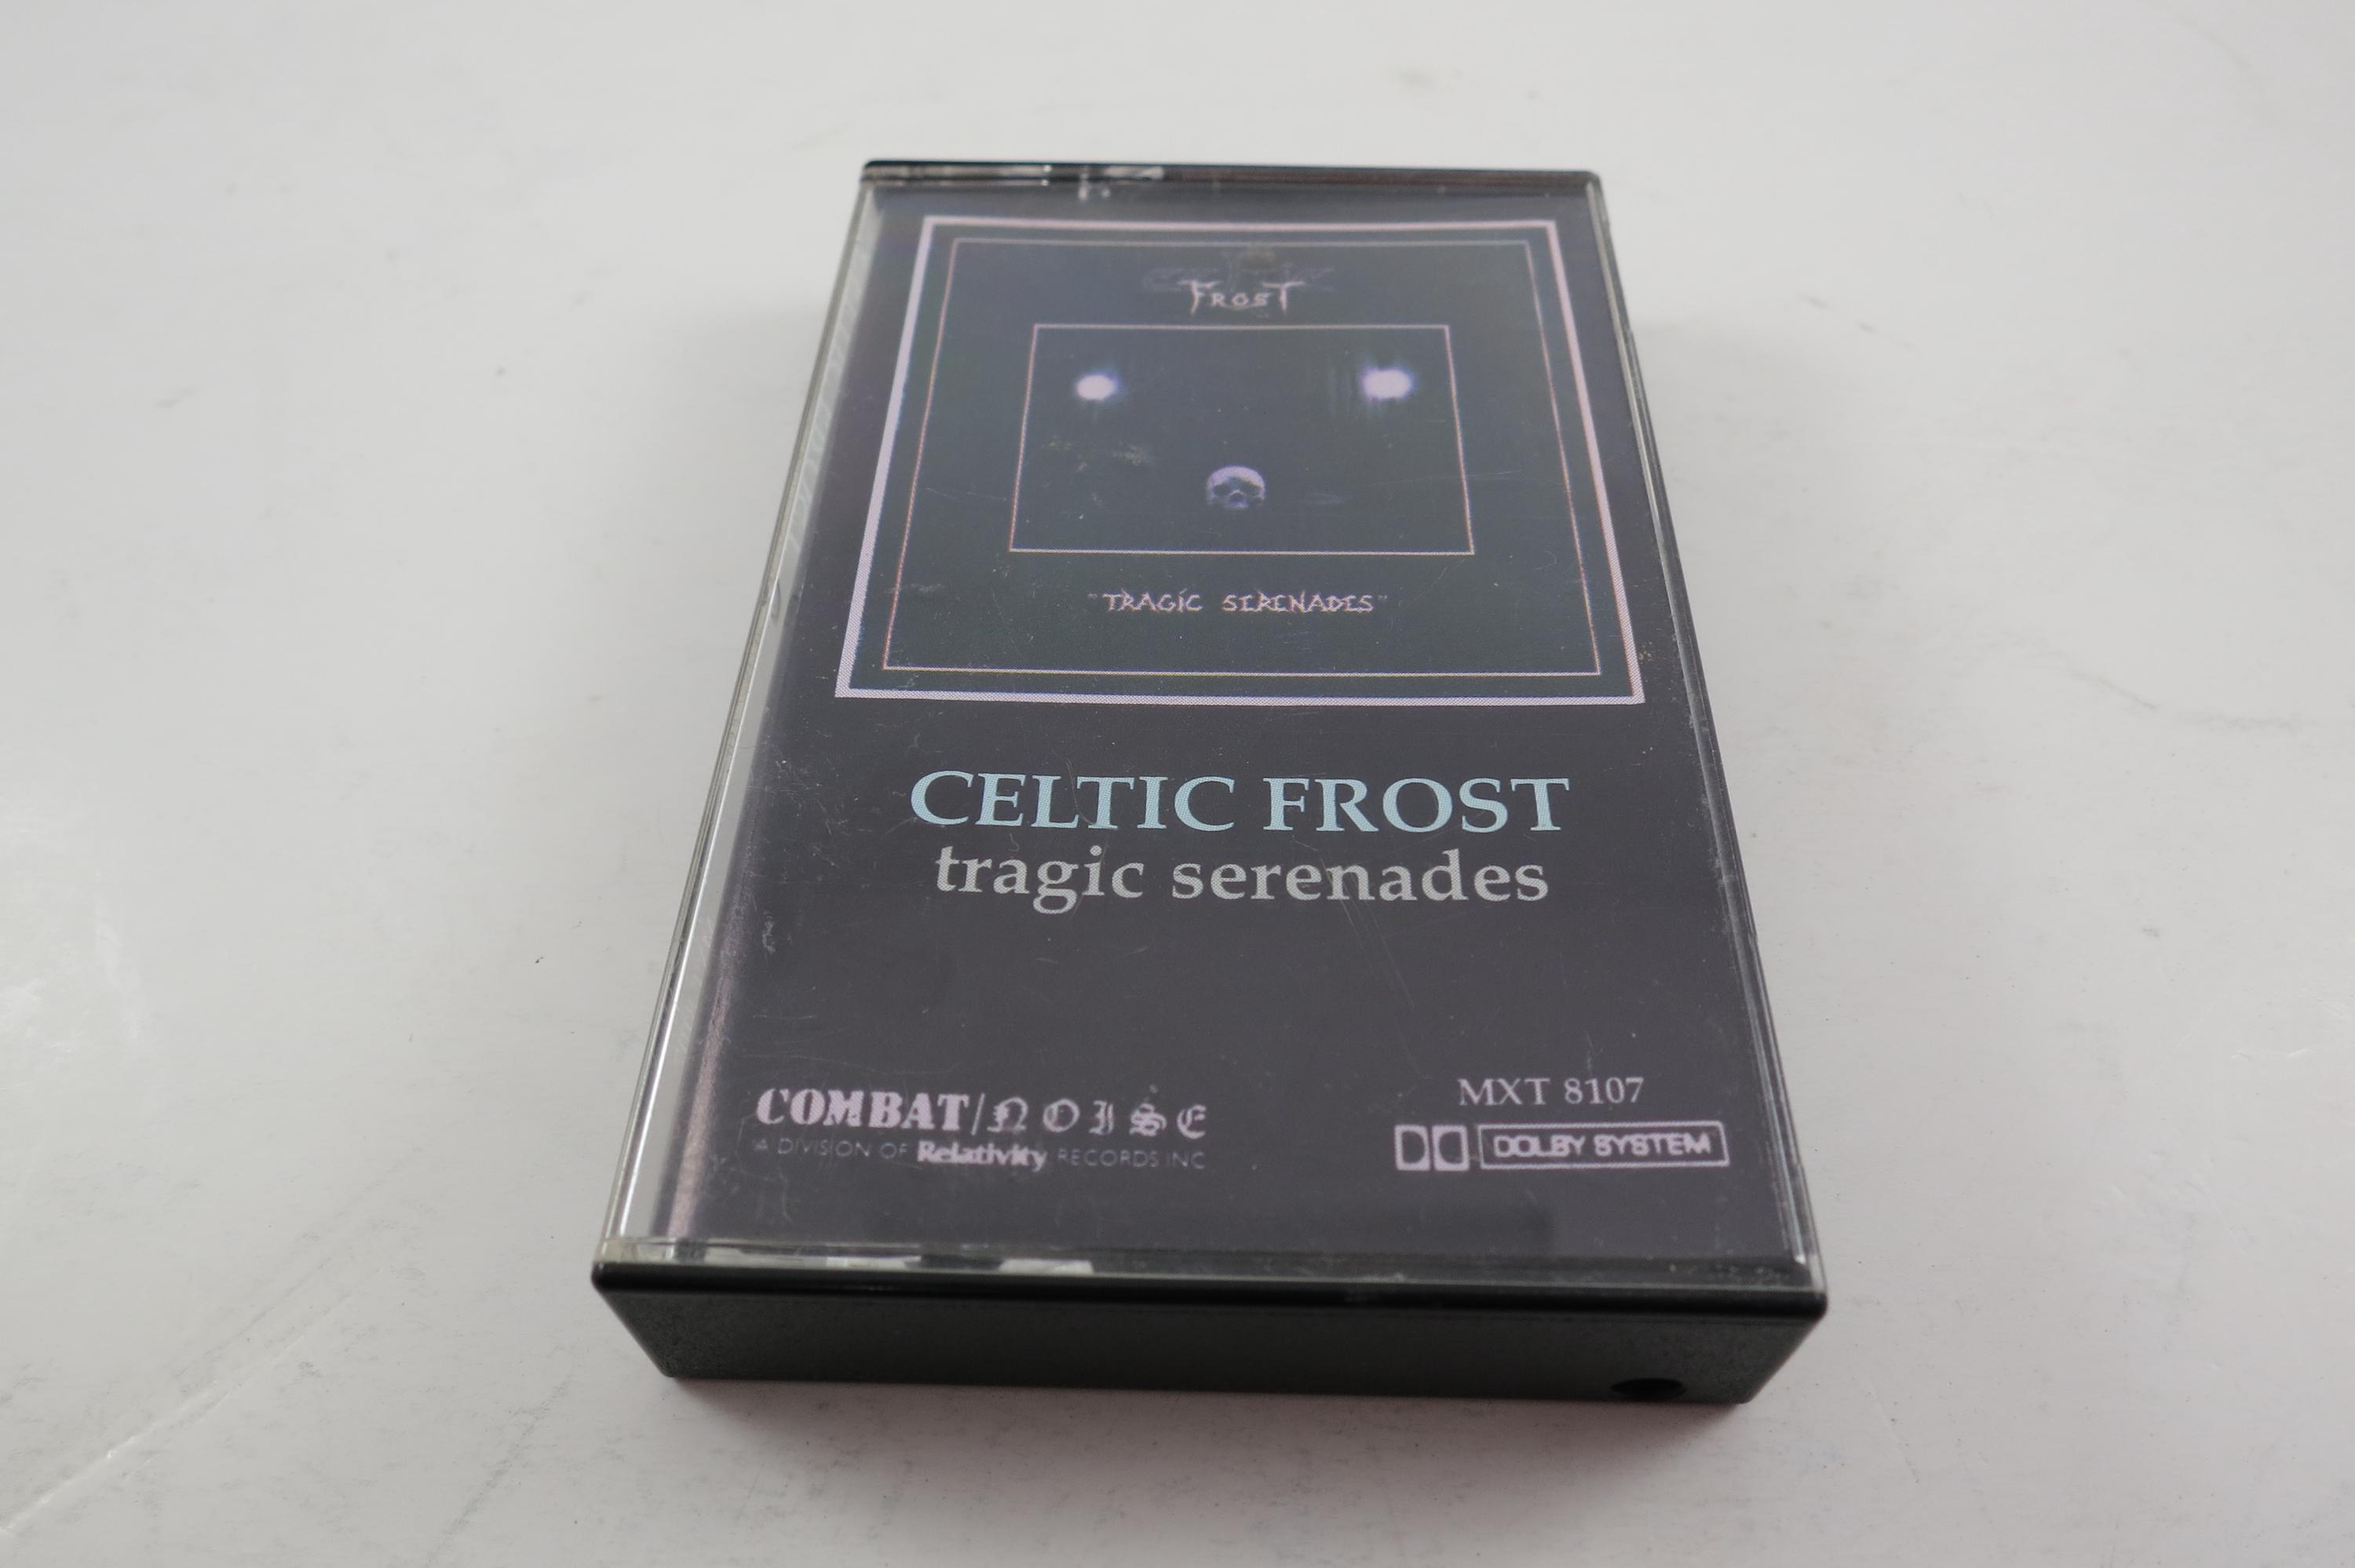 FROST
"TRAGIC SERENADES"
CELTIC FROST
tragic serenades
COMBAT/NOISE
A DIVISION OF Relativity RECORDS INC
MXT 8107
DOLBY SYSTEM